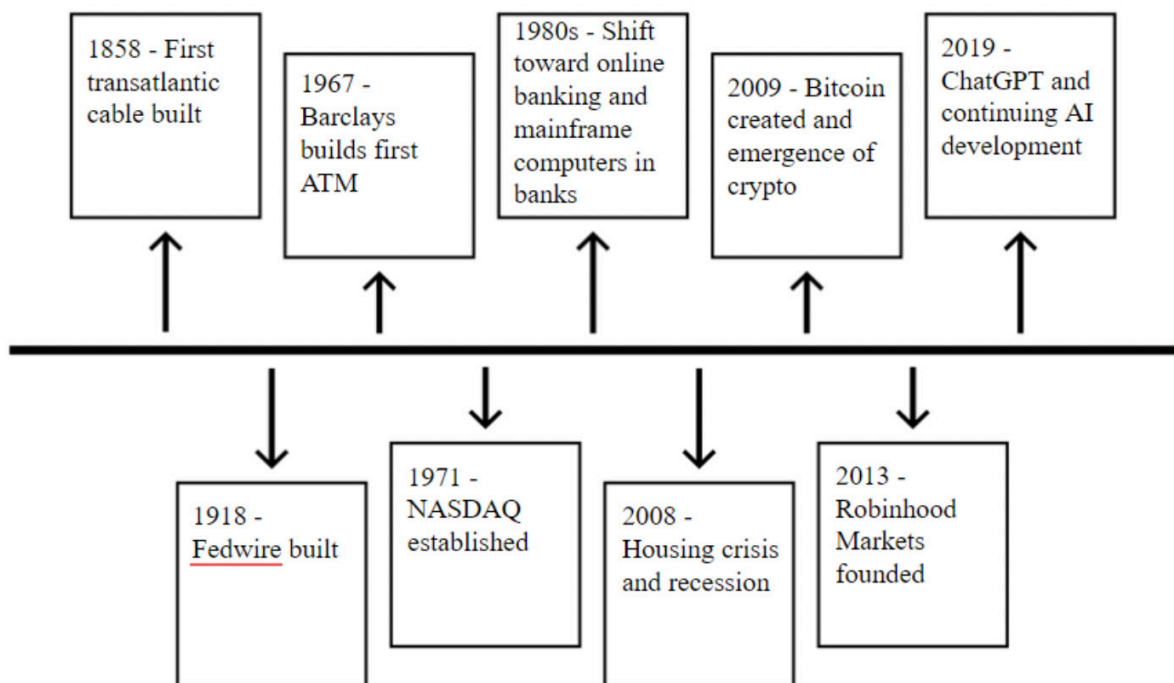 1858 - First
transatlantic
cable built
1967 -
Barclays
builds first
ATM
1980s - Shift
toward online
banking and
mainframe
computers in
banks
2009 - Bitcoin
created and
emergence of
crypto
2019 -
ChatGPT and
continuing AI
development
1918 -
Fedwire built
1971 -
NASDAQ
established
2008 -
Housing crisis
and recession
2013 -
Robinhood
Markets
founded